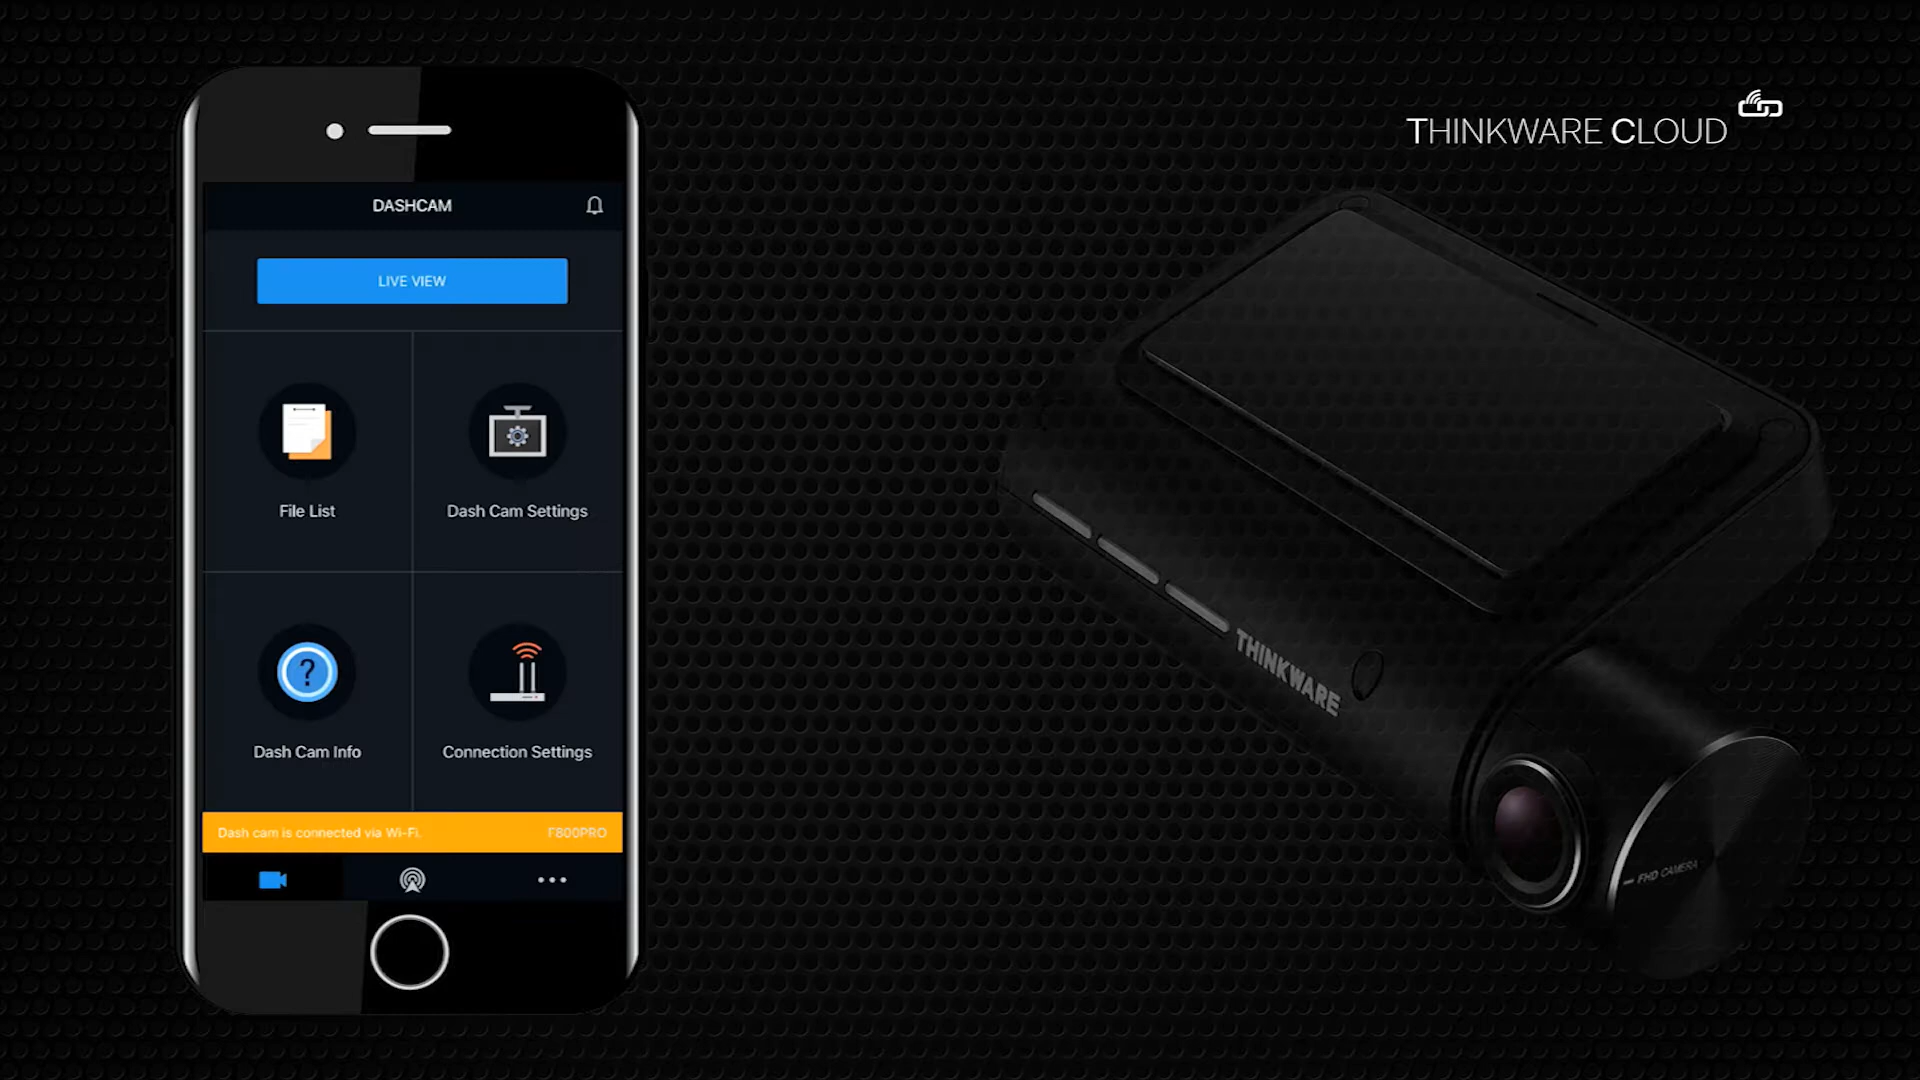 THINKWARE CLOUD
DASHCAM
LIVE VIEW
File List
Dash Cam Settings
Dash Cam Info
Connection Settings
Dash cam is connected via Wi-Fi. F800PRO
THINKWARE
FHD CAMERA